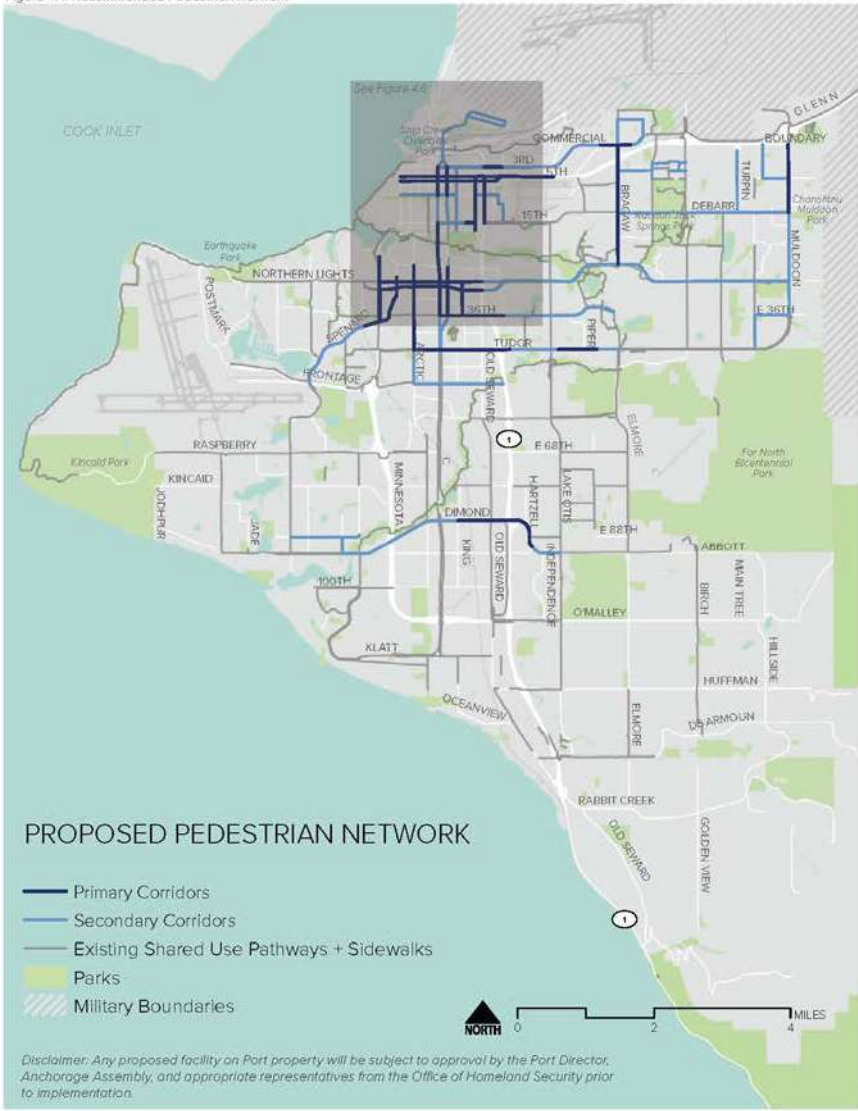 See Figure 4.6
GLENN
COOK INLET
COMMERCIAL
BOUNDARY
3RD
5TH
TURPIN
BRAGAW
DEBARR
15TH
Muldoon
Park
MULDOON
Earthquake
Park
NORTHERN LIGHTS
POSTMARK
36TH
E 36TH
SPENARD
PIPER
TUDOR
ARCTIC
OLD SEWARD
FRONTAGE
ELMORE
1
RASPBERRY
E 68TH
Kincaid Park
KINCAID
Far North
Bicentennial
Park
C
MINNESOTA
HARTZELL
LAKE OTIS
JODHPUR
JADE
DIMOND
E 88TH
KING
OLD SEWARD
INDEPENDENCE
ABBOTT
100TH
BIRCH
MAIN TREE
O'MALLEY
HILLSIDE
KLATT
HUFFMAN
OCEANVIEW
ELMORE
DE ARMOUN
RABBIT CREEK
OLD SEWARD
GOLDEN VIEW
1
PROPOSED PEDESTRIAN NETWORK
Primary Corridors
Secondary Corridors
Existing Shared Use Pathways + Sidewalks
Parks
Military Boundaries
NORTH
0 2 4 MILES
Disclaimer: Any proposed facility on Port property will be subject to approval by the Port Director,
Anchorage Assembly, and appropriate representatives from the Office of Homeland Security prior
to implementation.